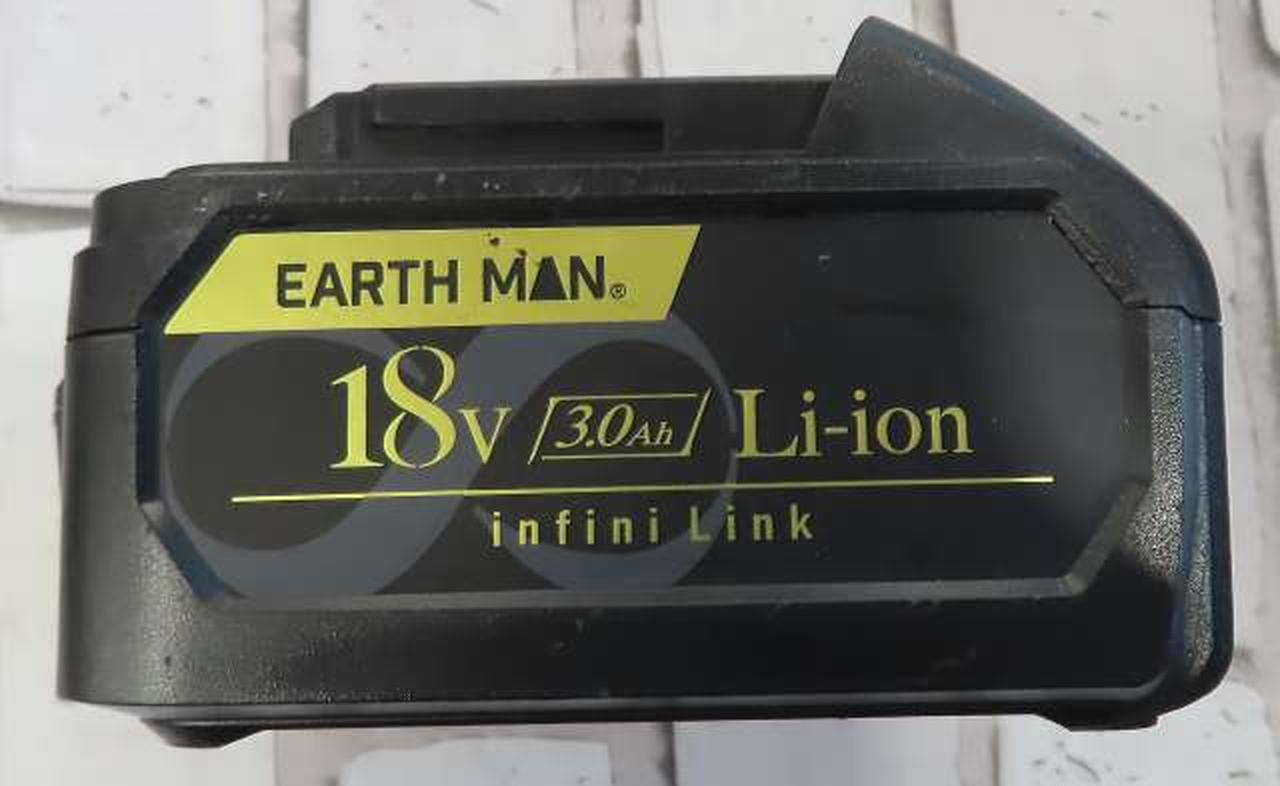 EARTH MAN®
18V 3.0Ah Li-ion
infini Link